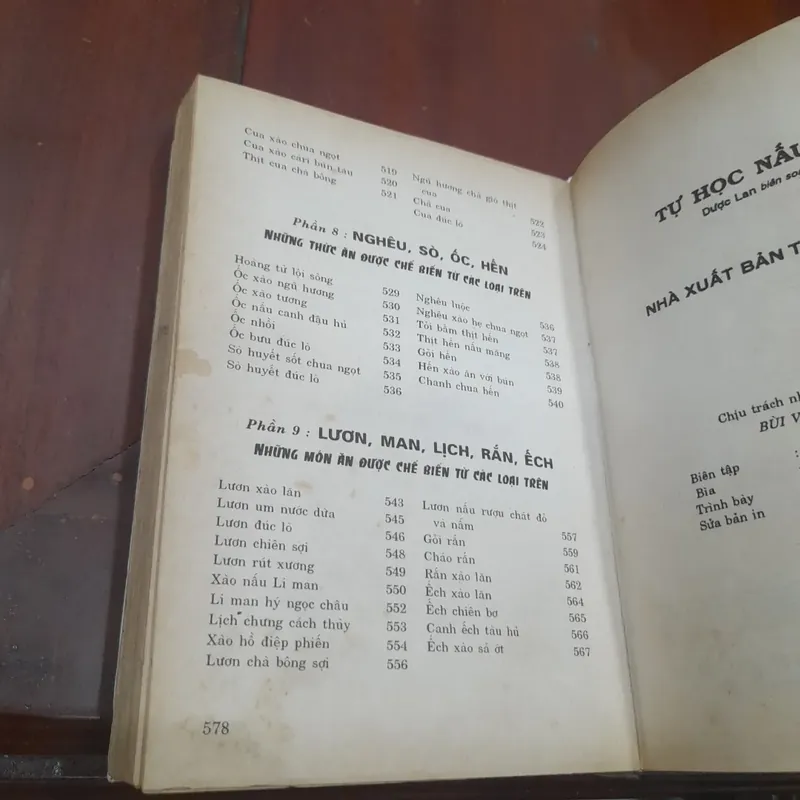 Cua xào chua ngọt 519
Cua xào cari bún tàu 520
Thịt cua chà bông 521
Ngũ hương chả giò thịt
cua 522
Chả cua 523
Cua đúc lò 524
Phần 8 : NGHÊU, SÒ, ỐC, HẾN
NHỮNG THỨC ĂN ĐƯỢC CHẾ BIẾN TỪ CÁC LOẠI TRÊN
Hoàng tử lội sông 529
Ốc xào ngũ hương 530
Ốc xào tương 531
Ốc nấu canh đậu hủ 532
Ốc nhồi 533
Ốc bưu đúc lò 534
Sò huyết sốt chua ngọt 535
Sò huyết đúc lò 536
Nghêu luộc 536
Nghêu xào hẹ chua ngọt 537
Tỏi bằm thịt hến 537
Thịt hến nấu măng 538
Gỏi hến 538
Hến xào ăn với bún 539
Chanh chua hến 540
Phần 9 : LƯƠN, MAN, LỊCH, RẮN, ẾCH
NHỮNG MÓN ĂN ĐƯỢC CHẾ BIẾN TỪ CÁC LOẠI TRÊN
Lươn xào lăn 543
Lươn um nước dừa 545
Lươn đúc lò 546
Lươn chiên sợi 548
Lươn rút xương 549
Xào nấu Li man 550
Li man hý ngọc châu 552
Lịch chưng cách thủy 553
Xào hồ điệp phiến 554
Lươn chà bông sợi 556
Lươn nấu rượu chát đỏ
và nấm 557
Gỏi rắn 559
Cháo rắn 561
Rắn xào lăn 562
Ếch xào lăn 564
Ếch chiên bơ 565
Canh ếch tàu hủ 566
Ếch xào sả ớt 567
578
TỰ HỌC NẤU
Dược Lan biên soạ
NHÀ XUẤT BẢN T
Chịu trách nh
BÙI V
Biên tập :
Bìa
Trình bày
Sửa bản in